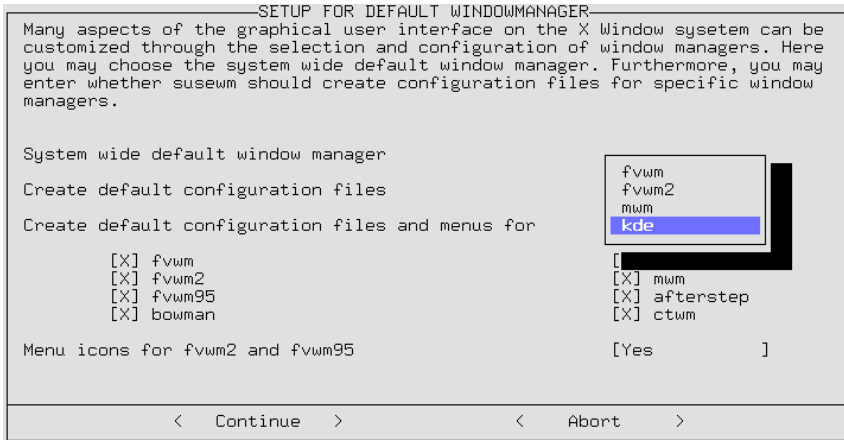 SETUP FOR DEFAULT WINDOWMANAGER
Many aspects of the graphical user interface on the X Window sysetem can be
customized through the selection and configuration of window managers. Here
you may choose the system wide default window manager. Furthermore, you may
enter whether susewm should create configuration files for specific window
managers.
System wide default window manager
fvwm
fvwm2
mwm
kde
Create default configuration files
Create default configuration files and menus for
[X] fvwm [
[X] fvwm2 [X] mwm
[X] fvwm95 [X] afterstep
[X] bowman [X] ctwm
Menu icons for fvwm2 and fvwm95 [Yes ]
< Continue > < Abort >